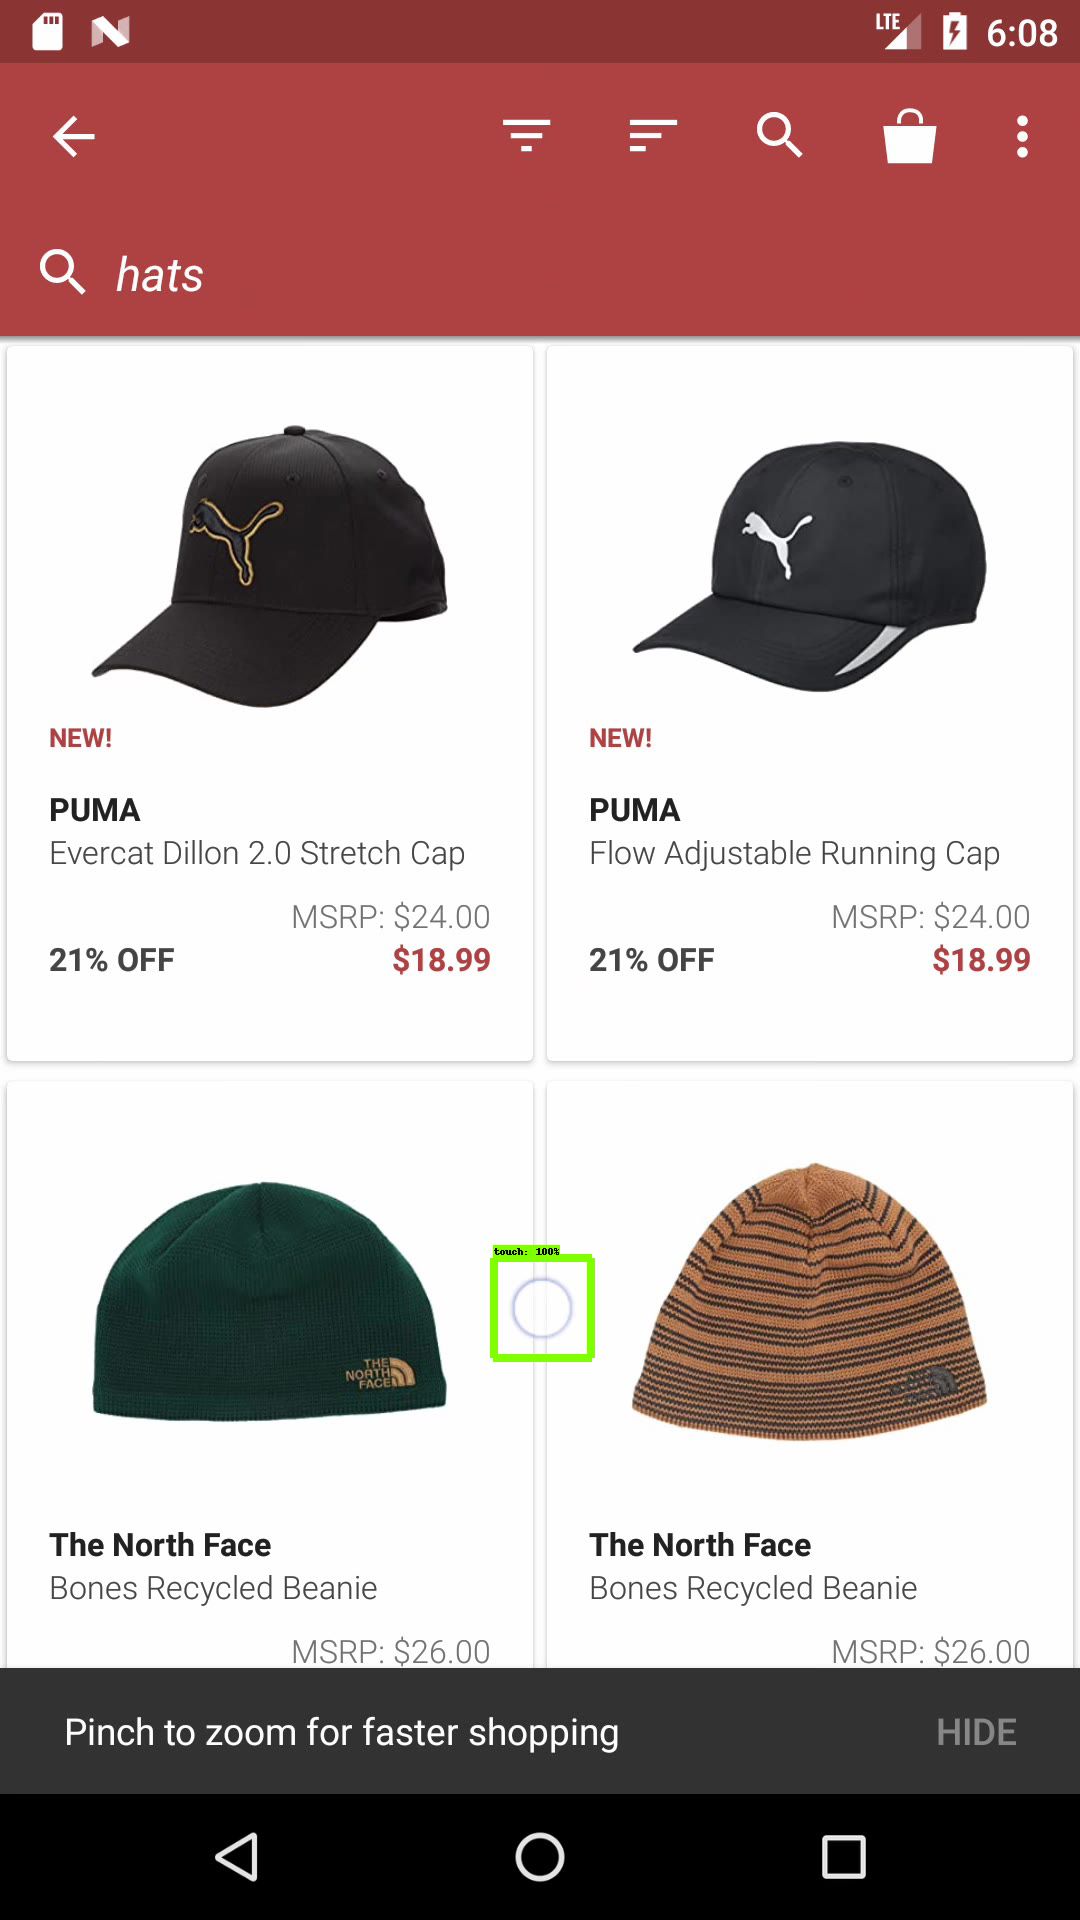 LTE 6:08
hats
NEW!
PUMA
Evercat Dillon 2.0 Stretch Cap
MSRP: $24.00
21% OFF $18.99
NEW!
PUMA
Flow Adjustable Running Cap
MSRP: $24.00
21% OFF $18.99
touch: 100%
THE
NORTH
FACE
The North Face
Bones Recycled Beanie
MSRP: $26.00
The North Face
Bones Recycled Beanie
MSRP: $26.00
Pinch to zoom for faster shopping HIDE